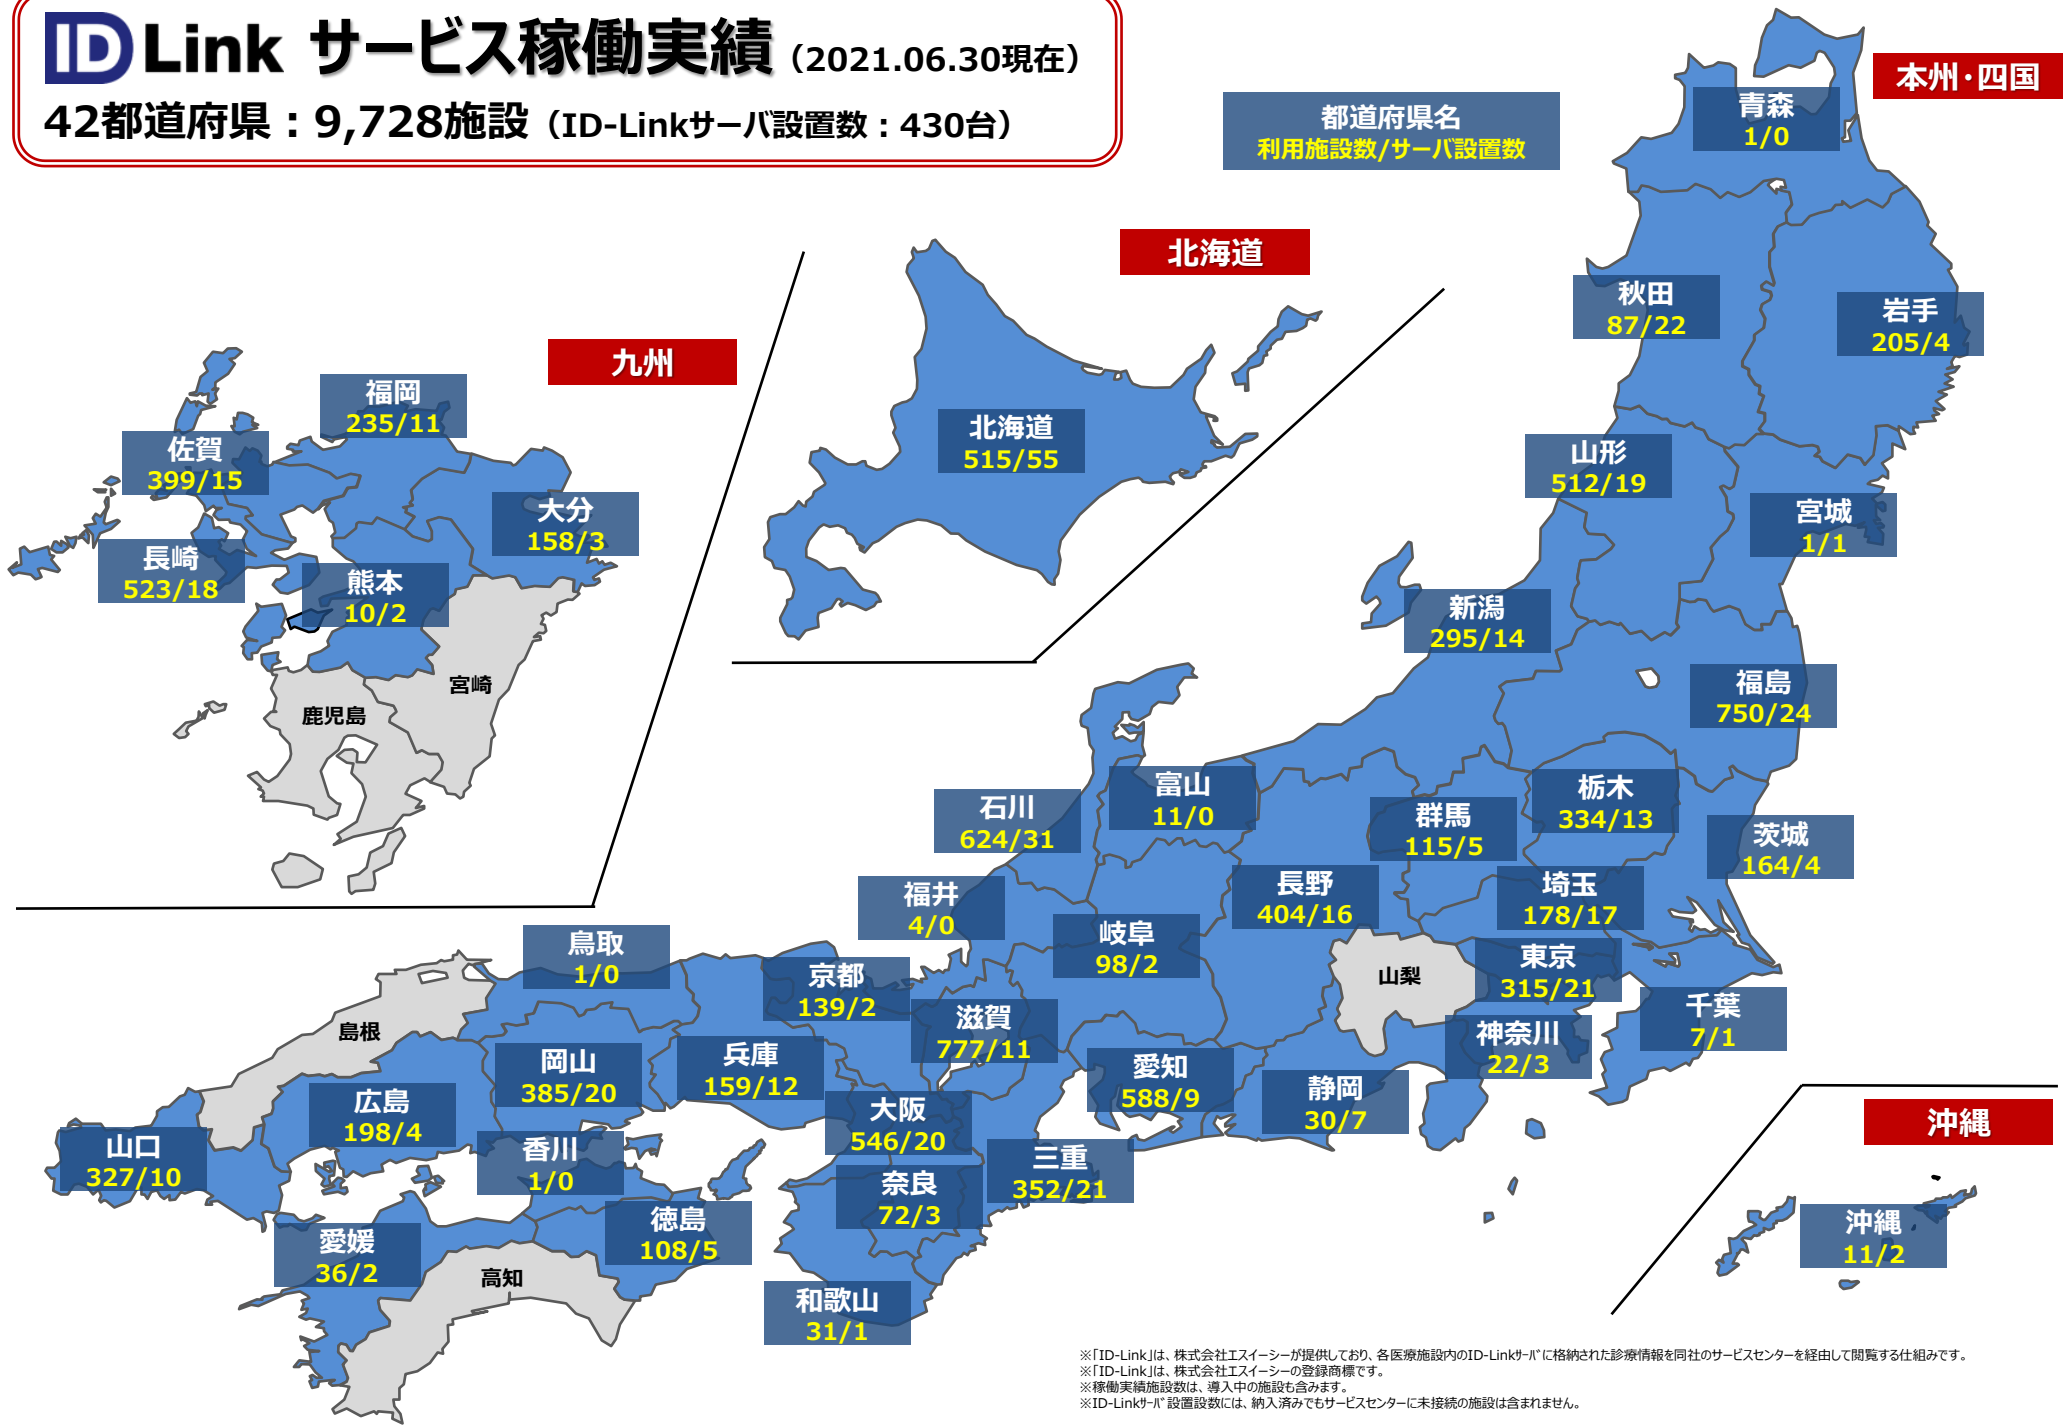 ID Link サービス稼働実績（2021.06.30現在）
42都道府県：9,728施設（ID-Linkサーバ設置数：430台）
都道府県名
利用施設数/サーバ設置数
本州・四国
青森
1/0
秋田
87/22
岩手
205/4
山形
512/19
宮城
1/1
新潟
295/14
福島
750/24
北海道
北海道
515/55
九州
福岡
235/11
佐賀
399/15
大分
158/3
長崎
523/18
熊本
10/2
宮崎
鹿児島
富山
11/0
石川
624/31
栃木
334/13
群馬
115/5
茨城
164/4
福井
4/0
長野
404/16
埼玉
178/17
岐阜
98/2
鳥取
1/0
京都
139/2
山梨
東京
315/21
千葉
7/1
滋賀
777/11
神奈川
22/3
島根
岡山
385/20
兵庫
159/12
愛知
588/9
静岡
30/7
広島
198/4
大阪
546/20
山口
327/10
香川
1/0
三重
352/21
奈良
72/3
徳島
108/5
愛媛
36/2
高知
和歌山
31/1
沖縄
沖縄
11/2
※「ID-Link」は、株式会社エスイーシーが提供しており、各医療施設内のID-Linkｻｰﾊﾞに格納された診療情報を同社のサービスセンターを経由して閲覧する仕組みです。
※「ID-Link」は、株式会社エスイーシーの登録商標です。
※稼働実績施設数は、導入中の施設も含みます。
※ID-Linkｻｰﾊﾞ設置設数には、納入済みでもサービスセンターに未接続の施設は含まれません。